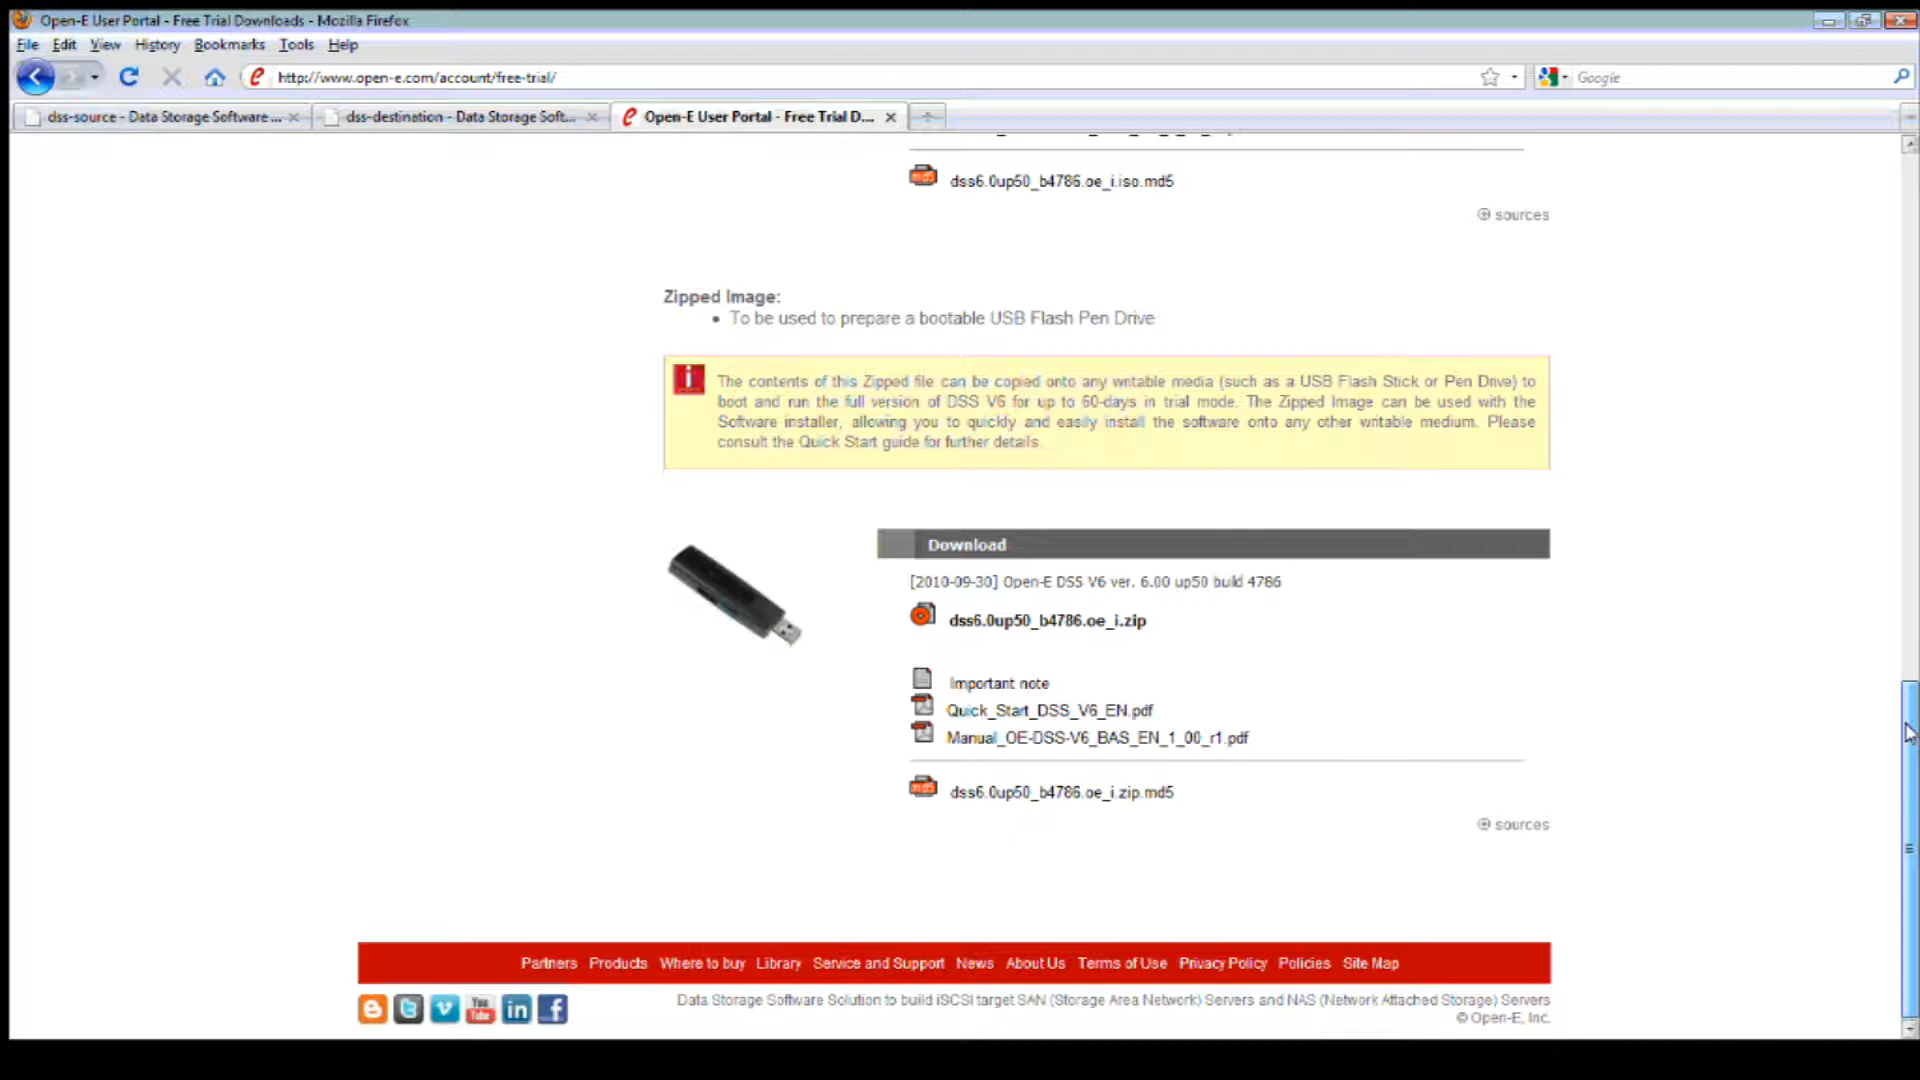 Open-E User Portal - Free Trial Downloads - Mozilla Firefox
File Edit View History Bookmarks Tools Help
http://www.open-e.com/account/free-trial/
Google
dss-source - Data Storage Software ...
dss-destination - Data Storage Soft...
Open-E User Portal - Free Trial D...
md5
dss6.0up50_b4786.oe_i.iso.md5
sources
Zipped Image:
To be used to prepare a bootable USB Flash Pen Drive
The contents of this Zipped file can be copied onto any writable media (such as a USB Flash Stick or Pen Drive) to
boot and run the full version of DSS V6 for up to 60-days in trial mode. The Zipped Image can be used with the
Software installer, allowing you to quickly and easily install the software onto any other writable medium. Please
consult the Quick Start guide for further details.
Download
[2010-09-30] Open-E DSS V6 ver. 6.00 up50 build 4786
dss6.0up50_b4786.oe_i.zip
Important note
Quick_Start_DSS_V6_EN.pdf
Manual_OE-DSS-V6_BAS_EN_1_00_r1.pdf
md5
dss6.0up50_b4786.oe_i.zip.md5
sources
Partners Products Where to buy Library Service and Support News About Us Terms of Use Privacy Policy Policies Site Map
You Tube
Data Storage Software Solution to build iSCSI target SAN (Storage Area Network) Servers and NAS (Network Attached Storage) Servers
© Open-E, Inc.